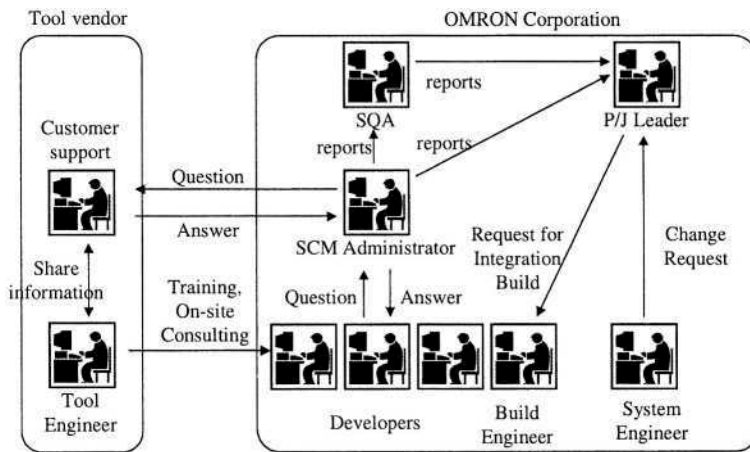 Tool vendor
OMRON Corporation
reports
SQA
P/J Leader
Customer
support
reports
reports
Question
Answer
SCM Administrator
Request for
Integration
Build
Change
Request
Share
information
Training,
On-site
Consulting
Question
Answer
Tool
Engineer
Developers
Build
Engineer
System
Engineer